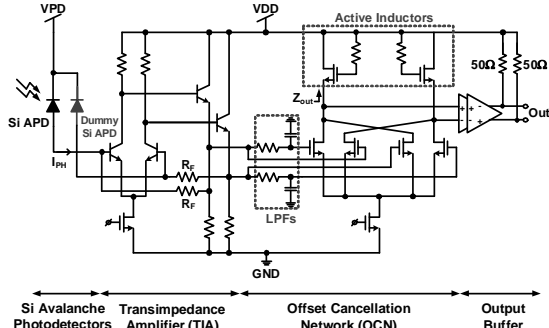 VPD
VDD
Active Inductors
50Ω
50Ω
Zout
Si APD
Dummy
Si APD
Out
IPH
RF
RF
LPFs
GND
Si Avalanche
Photodetectors
Transimpedance
Amplifier (TIA)
Offset Cancellation
Network (OCN)
Output
Buffer